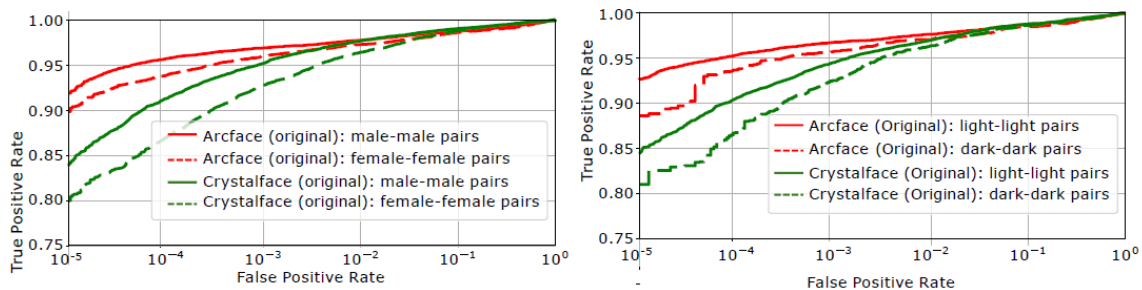 True Positive Rate
1.00
0.95
0.90
0.85
0.80
0.75
Arcface (original): male-male pairs
Arcface (original): female-female pairs
Crystalface (original): male-male pairs
Crystalface (original): female-female pairs
10⁻⁵ 10⁻⁴ 10⁻³ 10⁻² 10⁻¹ 10⁰
False Positive Rate
True Positive Rate
1.00
0.95
0.90
0.85
0.80
0.75
Arcface (Original): light-light pairs
Arcface (Original): dark-dark pairs
Crystalface (Original): light-light pairs
Crystalface (Original): dark-dark pairs
10⁻⁵ 10⁻⁴ 10⁻³ 10⁻² 10⁻¹ 10⁰
False Positive Rate